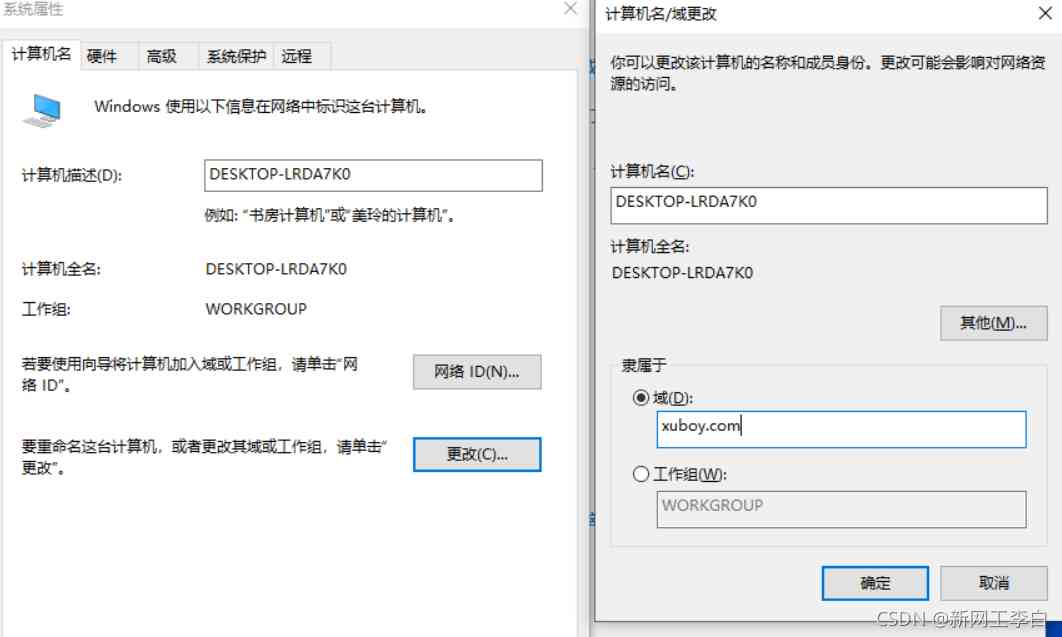 系统属性
计算机名 硬件 高级 系统保护 远程
Windows 使用以下信息在网络中标识这台计算机。
计算机描述(D): DESKTOP-LRDA7K0
例如: “书房计算机”或“美玲的计算机”。
计算机全名: DESKTOP-LRDA7K0
工作组: WORKGROUP
若要使用向导将计算机加入域或工作组，请单击“网
络 ID”。
网络 ID(N)...
要重命名这台计算机，或者更改其域或工作组，请单击“
更改”。
更改(C)...
计算机名/域更改
你可以更改该计算机的名称和成员身份。更改可能会影响对网络资
源的访问。
计算机名(C):
DESKTOP-LRDA7K0
计算机全名:
DESKTOP-LRDA7K0
其他(M)...
隶属于
域(D):
xuboy.com
工作组(W):
WORKGROUP
确定 取消
CSDN @新网工李白